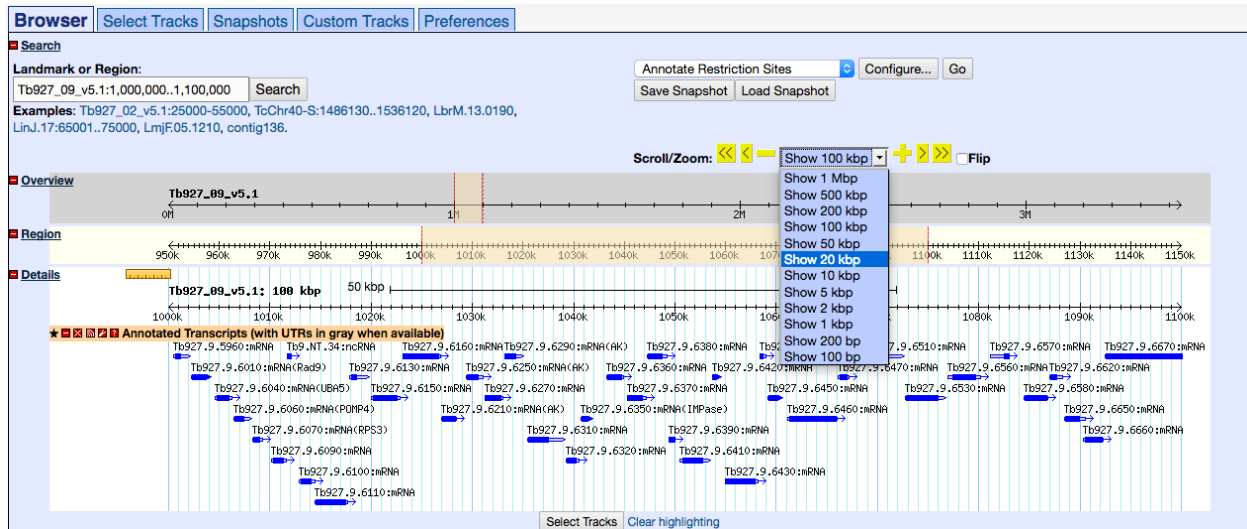 Browser Select Tracks Snapshots Custom Tracks Preferences
Search
Landmark or Region:
Tb927_09_v5.1:1,000,000..1,100,000 Search
Annotate Restriction Sites Configure... Go
Save Snapshot Load Snapshot
Examples: Tb927_02_v5.1:25000-55000, TcChr40-S:1486130..1536120, LbrM.13.0190,
LinJ.17:65001..75000, LmjF.05.1210, contig136.
Scroll/Zoom: << < Show 100 kbp > >> Flip
Show 1 Mbp
Show 500 kbp
Show 200 kbp
Show 100 kbp
Show 50 kbp
Show 20 kbp
Show 10 kbp
Show 5 kbp
Show 2 kbp
Show 1 kbp
Show 200 bp
Show 100 bp
Overview
Tb927_09_v5.1
0M 1M 2M 3M
Region
950k 960k 970k 980k 990k 1000k 1010k 1020k 1030k 1040k 1050k 1060k 1100k 1110k 1120k 1130k 1140k 1150k
Details
Tb927_09_v5.1: 100 kbp 50 kbp
1000k 1010k 1020k 1030k 1040k 1050k 1080k 1090k 1100k
Annotated Transcripts (with UTRs in gray when available)
Tb927.9.5960:mRNA Tb9.NT.34:ncRNA Tb927.9.6160:mRNA Tb927.9.6290:mRNA(AK) Tb927.9.6380:mRNA .6510:mRNA Tb927.9.6570:mRNA Tb927.9.6670:mRNA
Tb927.9.6010:mRNA(Rad9) Tb927.9.6130:mRNA Tb927.9.6250:mRNA(AK) Tb927.9.6360:mRNA Tb927.9.6420:mRNA Tb927.9.6470:mRNA Tb927.9.6560:mRNA Tb927.9.6620:mRNA
Tb927.9.6040:mRNA(UBA5) Tb927.9.6150:mRNA Tb927.9.6270:mRNA Tb927.9.6370:mRNA Tb927.9.6450:mRNA Tb927.9.6530:mRNA Tb927.9.6580:mRNA
Tb927.9.6060:mRNA(POMP4) Tb927.9.6210:mRNA(AK) Tb927.9.6350:mRNA(IMPase) Tb927.9.6460:mRNA Tb927.9.6650:mRNA
Tb927.9.6070:mRNA(RPS3) Tb927.9.6310:mRNA Tb927.9.6390:mRNA Tb927.9.6660:mRNA
Tb927.9.6090:mRNA Tb927.9.6320:mRNA Tb927.9.6410:mRNA
Tb927.9.6100:mRNA Tb927.9.6430:mRNA
Tb927.9.6110:mRNA
Select Tracks Clear highlighting